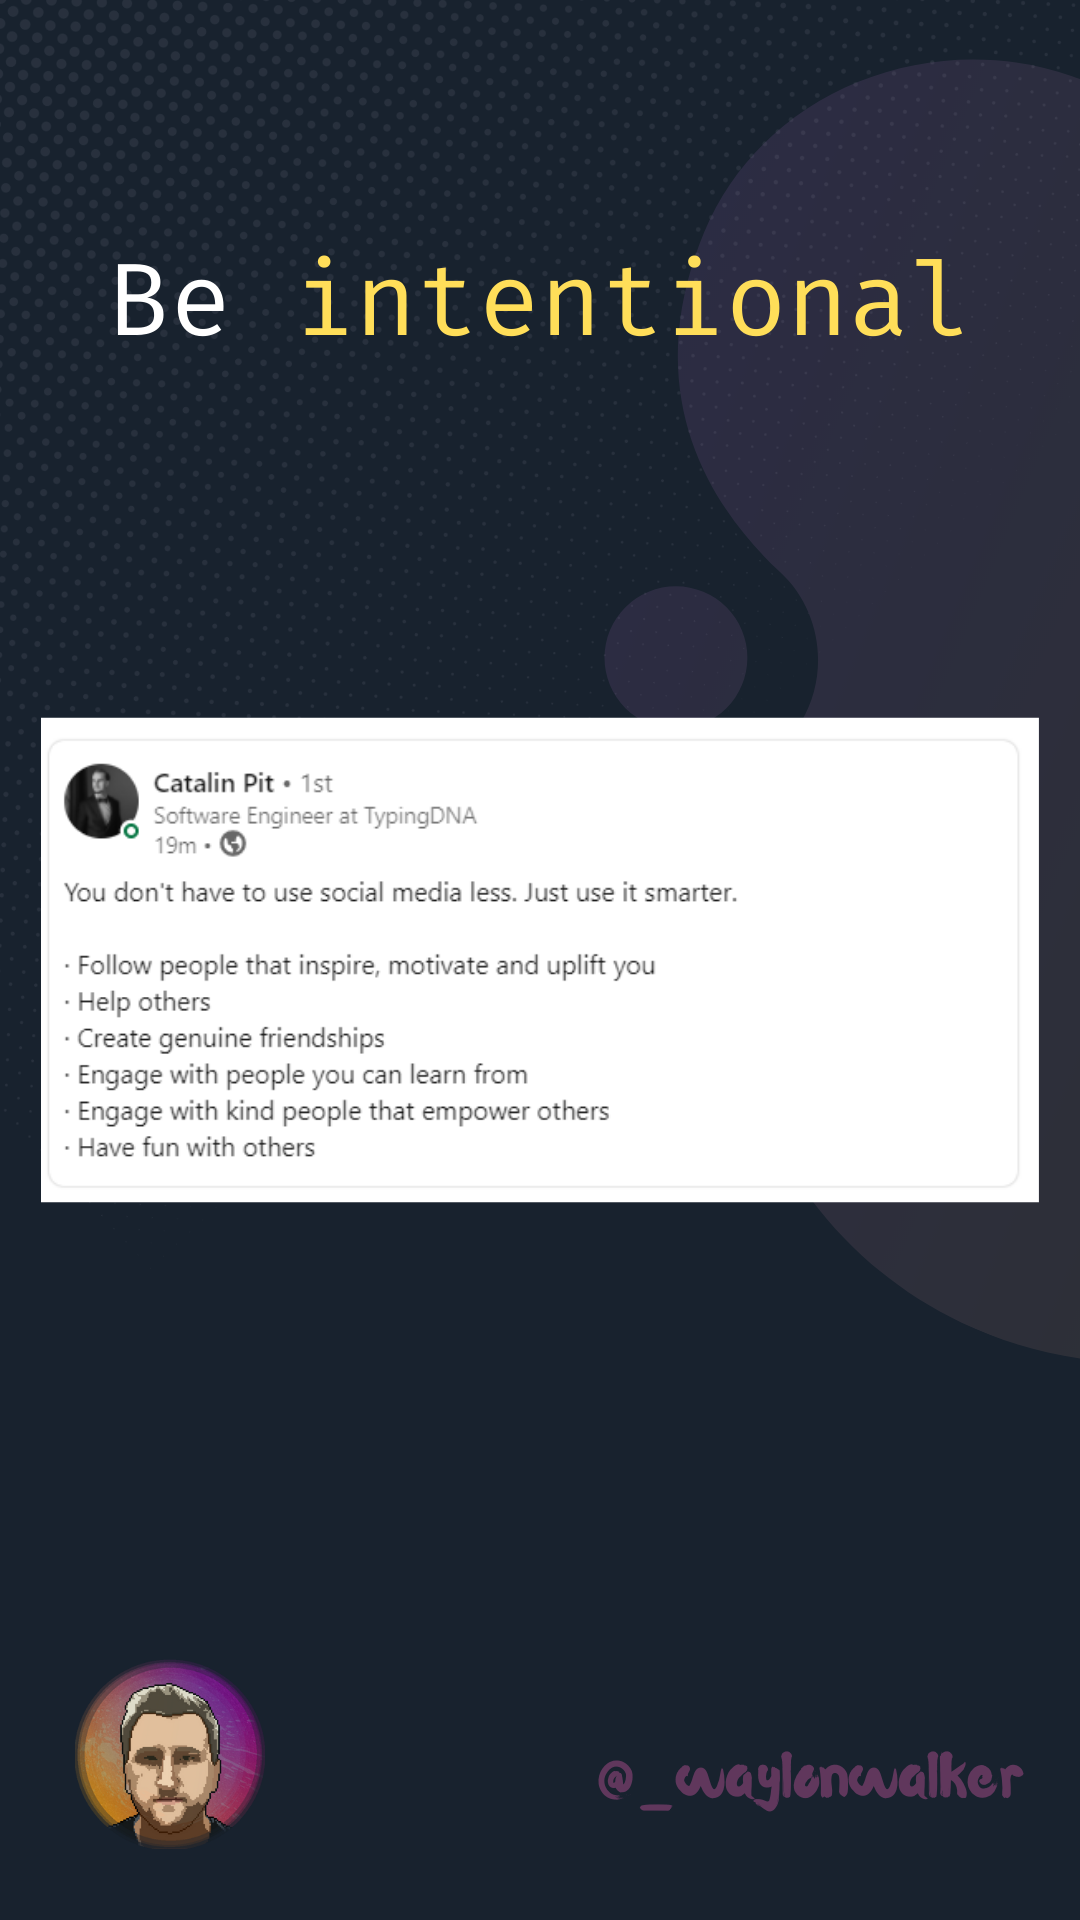 Be intentional
Catalin Pit • 1st
Software Engineer at TypingDNA
19m •
You don't have to use social media less. Just use it smarter.
· Follow people that inspire, motivate and uplift you
· Help others
· Create genuine friendships
· Engage with people you can learn from
· Engage with kind people that empower others
· Have fun with others
@_waylonwalker